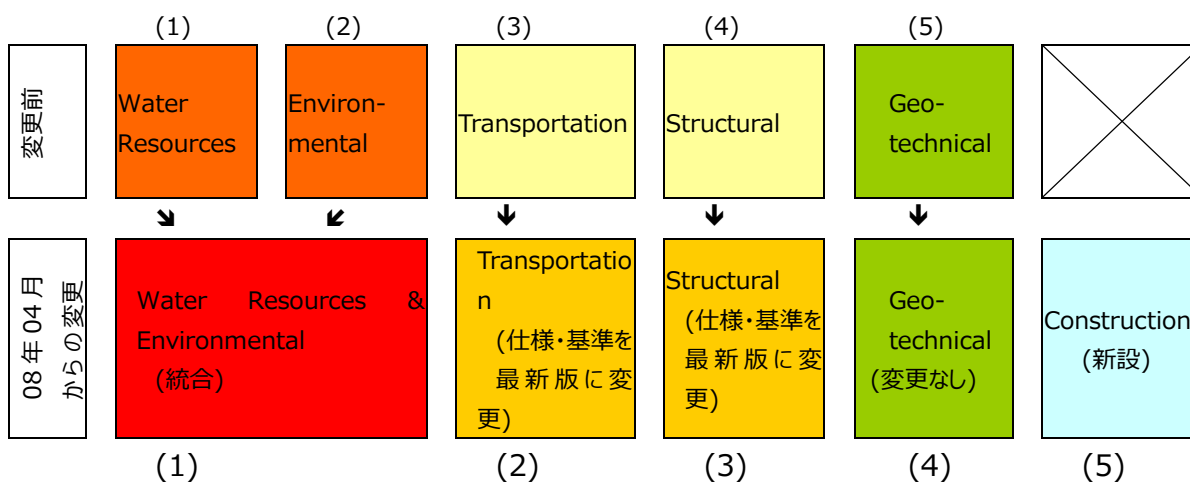 (1)
(2)
(3)
(4)
(5)
変更前
Water
Resources
Environ-
mental
Transportation
Structural
Geo-
technical
08年04月
からの変更
Water Resources &
Environmental
(統合)
Transportatio
n
(仕様・基準を
最新版に変
更)
Structural
(仕様・基準を
最新版に変
更)
Geo-
technical
(変更なし)
Construction
(新設)
(1)
(2)
(3)
(4)
(5)